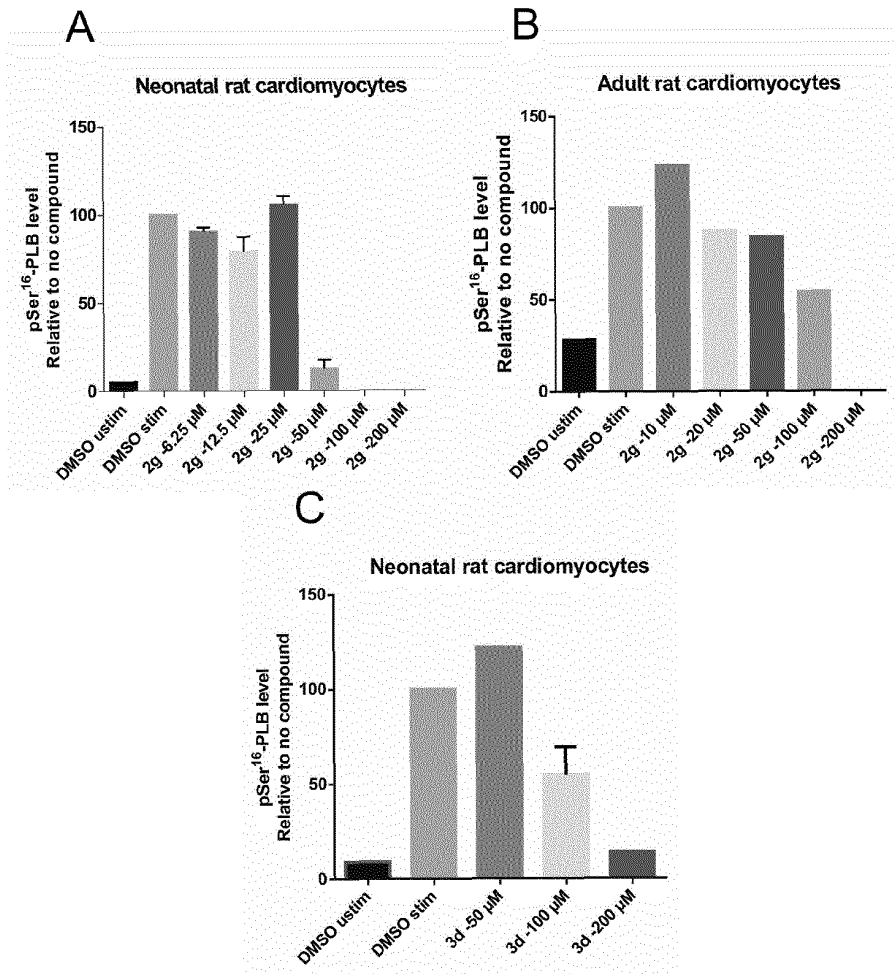 A
Neonatal rat cardiomyocytes
pSer¹⁶-PLB level
Relative to no compound
150
100
50
0
DMSO ustim
DMSO stim
2g -6.25 µM
2g -12.5 µM
2g -25 µM
2g -50 µM
2g -100 µM
2g -200 µM
B
Adult rat cardiomyocytes
pSer¹⁶-PLB level
Relative to no compound
150
100
50
0
DMSO ustim
DMSO stim
2g -10 µM
2g -20 µM
2g -50 µM
2g -100 µM
2g -200 µM
C
Neonatal rat cardiomyocytes
pSer¹⁶-PLB level
Relative to no compound
150
100
50
0
DMSO ustim
DMSO stim
3d -50 µM
3d -100 µM
3d -200 µM